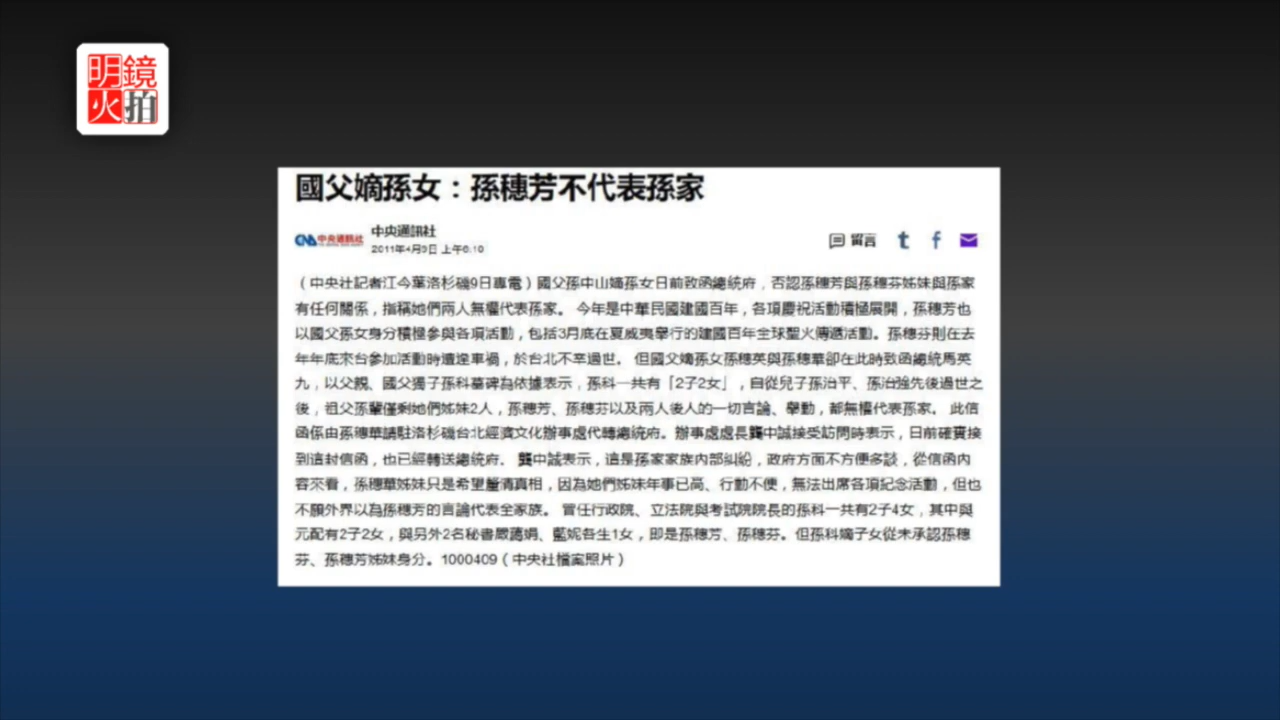 明鏡
火拍
國父嫡孫女：孫穗芳不代表孫家
CNA中央通訊社
中央通訊社
2011年4月9日 上午6:10
留言
t f
（中央社記者江今葉洛杉磯9日專電）國父孫中山嫡孫女日前致函總統府，否認孫穗芳與孫穗芬姊妹與孫家
有任何關係，指稱她們兩人無權代表孫家。 今年是中華民國建國百年，各項慶祝活動積極展開，孫穗芳也
以國父孫女身分積極參與各項活動，包括3月底在夏威夷舉行的建國百年全球聖火傳遞活動。孫穗芬則在去
年年底來台參加活動時遭逢車禍，於台北不幸過世。 但國父嫡孫女孫穗英與孫穗華卻在此時致函總統馬英
九，以父親、國父獨子孫科墓碑為依據表示，孫科一共有「2子2女」，自從兒子孫治平、孫治強先後過世之
後，祖父孫輩僅剩她們姊妹2人，孫穗芳、孫穗芬以及兩人後人的一切言論、舉動，都無權代表孫家。 此信
函係由孫穗華請駐洛杉磯台北經濟文化辦事處代轉總統府。辦事處處長龔中誠接受訪問時表示，日前確實接
到這封信函，也已經轉送總統府。 龔中誠表示，這是孫家家族內部糾紛，政府方面不方便多談，從信函內
容來看，孫穗華姊妹只是希望釐清真相，因為她們姊妹年事已高、行動不便，無法出席各項紀念活動，但也
不願外界以為孫穗芳的言論代表全家族。 曾任行政院、立法院與考試院院長的孫科一共有2子4女，其中與
元配有2子2女，與另外2名秘書嚴藹娟、藍妮各生1女，即是孫穗芳、孫穗芬。但孫科嫡子女從未承認孫穗
芬、孫穗芳姊妹身分。1000409（中央社檔案照片）